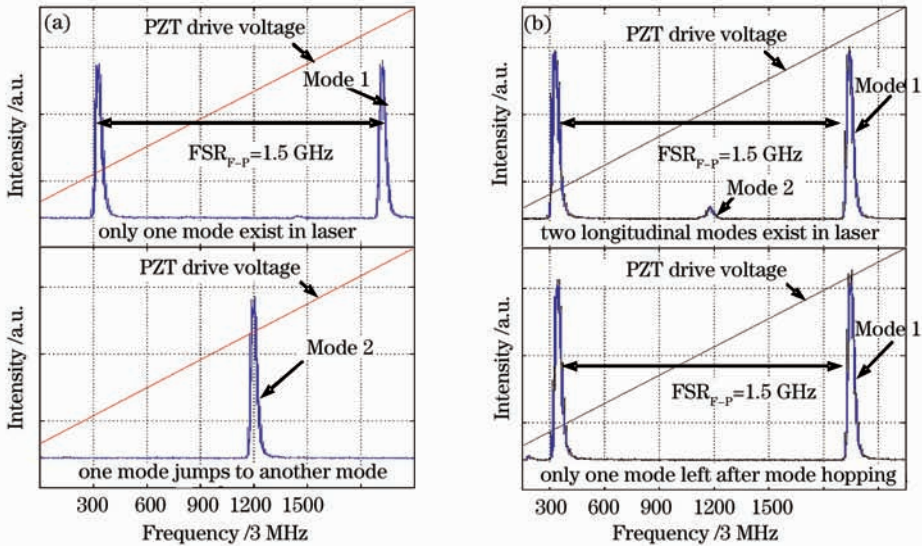 (a)
PZT drive voltage
Mode 1
FSR_F-P=1.5 GHz
only one mode exist in laser
Intensity /a.u.
PZT drive voltage
Mode 2
one mode jumps to another mode
Intensity /a.u.
300 600 900 1200 1500
Frequency /3 MHz
(b)
PZT drive voltage
Mode 1
FSR_F-P=1.5 GHz
Mode 2
two longitudinal modes exist in laser
Intensity /a.u.
PZT drive voltage
Mode 1
FSR_F-P=1.5 GHz
only one mode left after mode hopping
Intensity /a.u.
300 600 900 1200 1500
Frequency /3 MHz